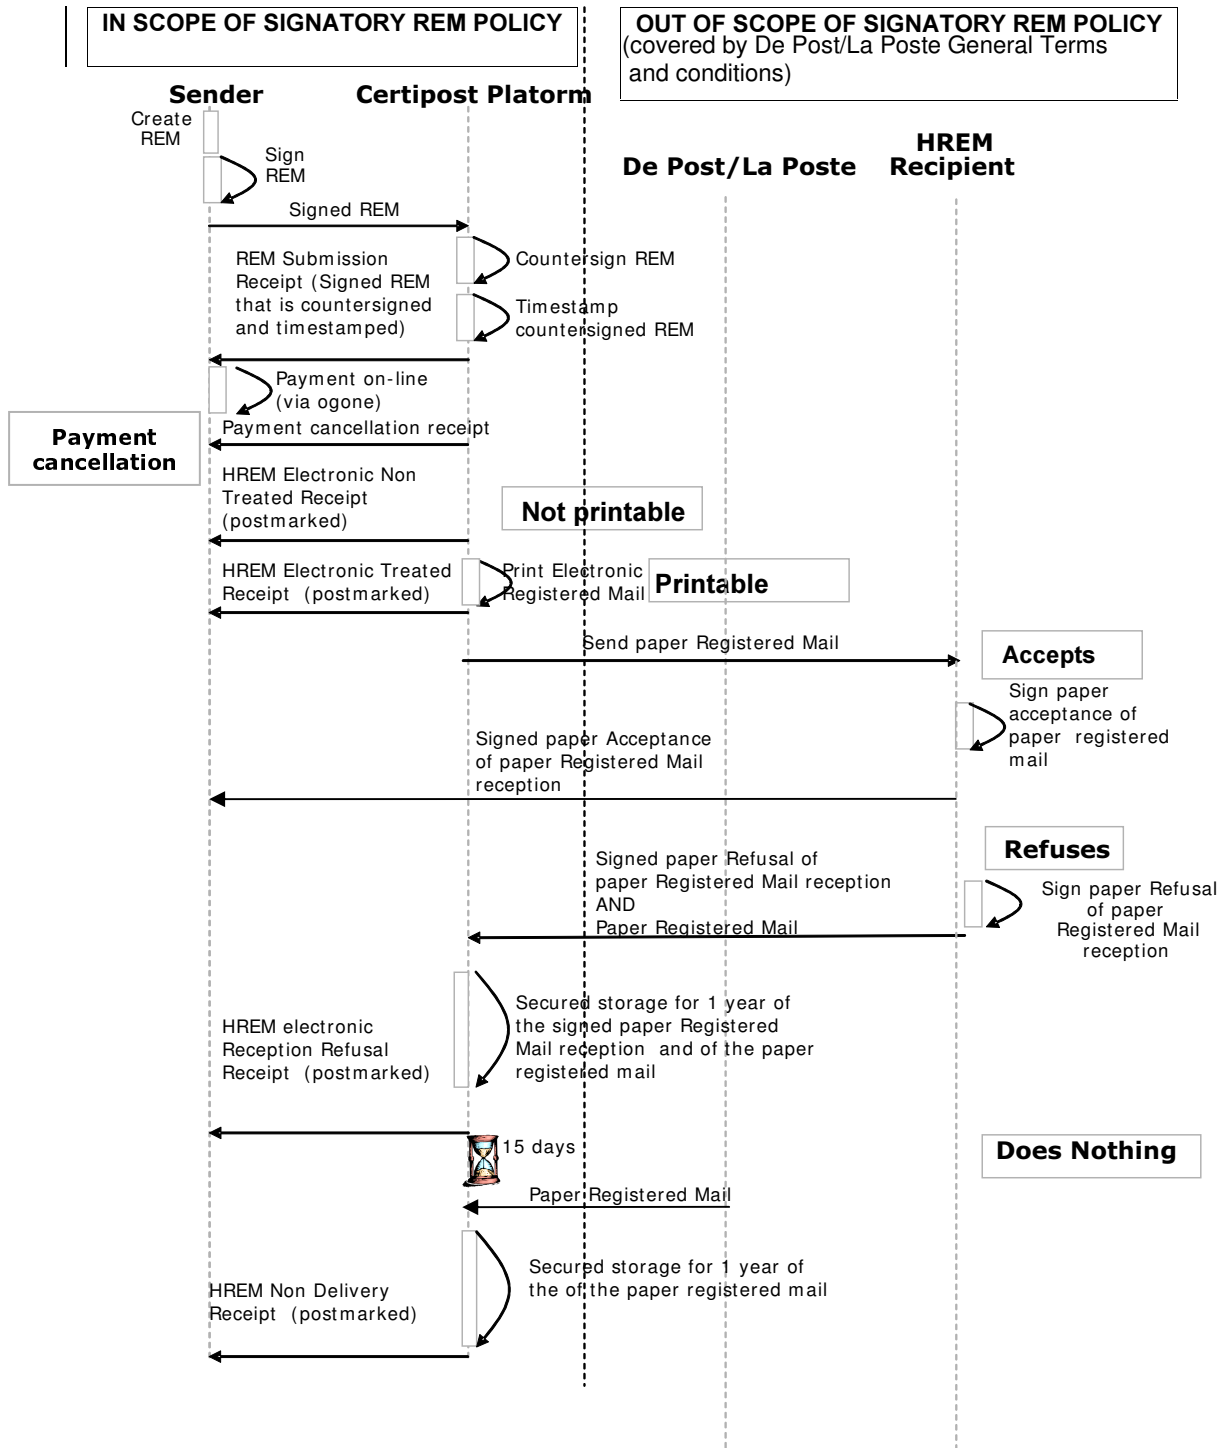 IN SCOPE OF SIGNATORY REM POLICY
OUT OF SCOPE OF SIGNATORY REM POLICY
(covered by De Post/La Poste General Terms
and conditions)
Sender
Certipost Platorm
De Post/La Poste
HREM
Recipient
Create
REM
Sign
REM
Signed REM
Countersign REM
REM Submission
Receipt (Signed REM
that is countersigned
and timestamped)
Timestamp
countersigned REM
Payment on-line
(via ogone)
Payment cancellation receipt
Payment
cancellation
HREM Electronic Non
Treated Receipt
(postmarked)
Not printable
HREM Electronic Treated
Receipt (postmarked)
Print Electronic
Registered Mail
Printable
Send paper Registered Mail
Accepts
Sign paper
acceptance of
paper registered
mail
Signed paper Acceptance
of paper Registered Mail
reception
Refuses
Signed paper Refusal of
paper Registered Mail reception
AND
Paper Registered Mail
Sign paper Refusal
of paper
Registered Mail
reception
Secured storage for 1 year of
the signed paper Registered
Mail reception and of the paper
registered mail
HREM electronic
Reception Refusal
Receipt (postmarked)
15 days
Does Nothing
Paper Registered Mail
Secured storage for 1 year of
the of the paper registered mail
HREM Non Delivery
Receipt (postmarked)